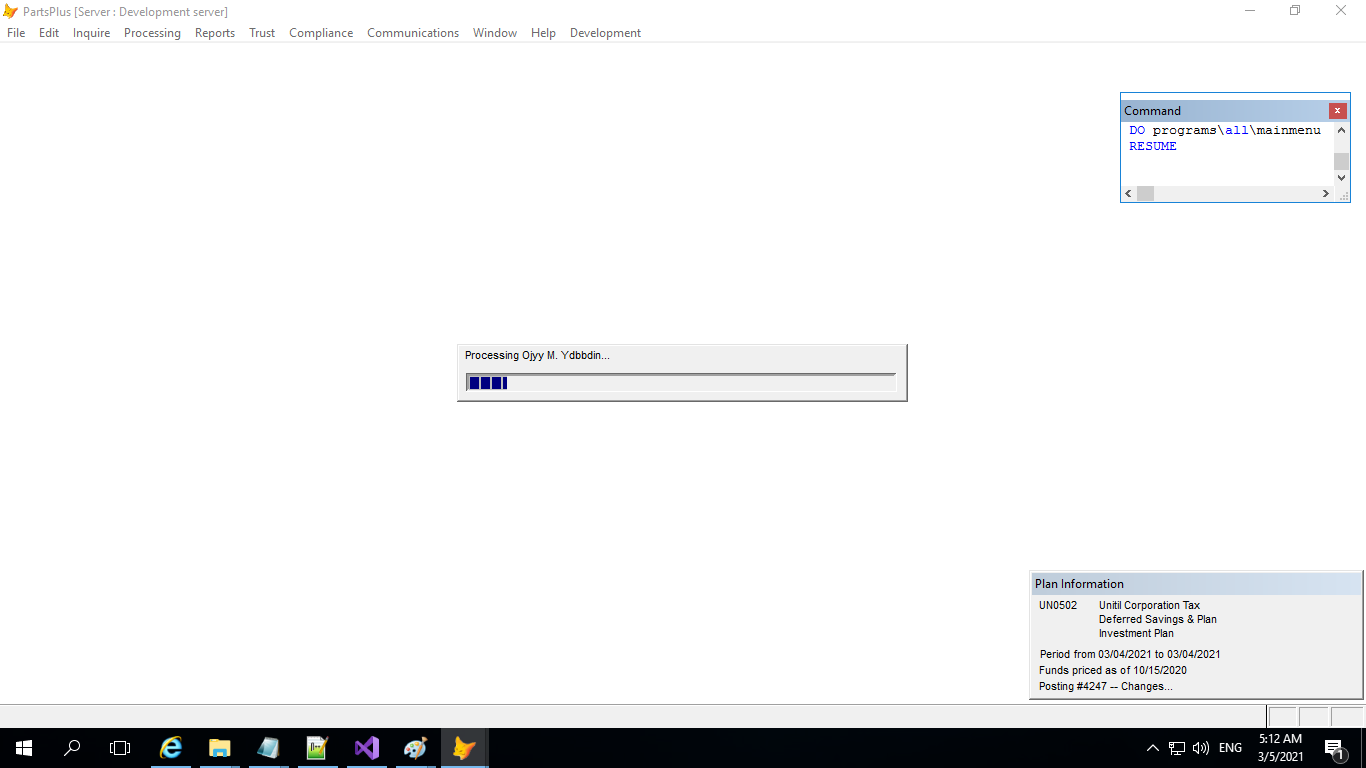 PartsPlus [Server : Development server]
File Edit Inquire Processing Reports Trust Compliance Communications Window Help Development
Command
x
DO programs\all\mainmenu
RESUME
Processing Ojyy M. Ydbbdin...
Plan Information
UN0502 Unitil Corporation Tax
Deferred Savings & Plan
Investment Plan
Period from 03/04/2021 to 03/04/2021
Funds priced as of 10/15/2020
Posting #4247 -- Changes...
ENG
5:12 AM
3/5/2021
1